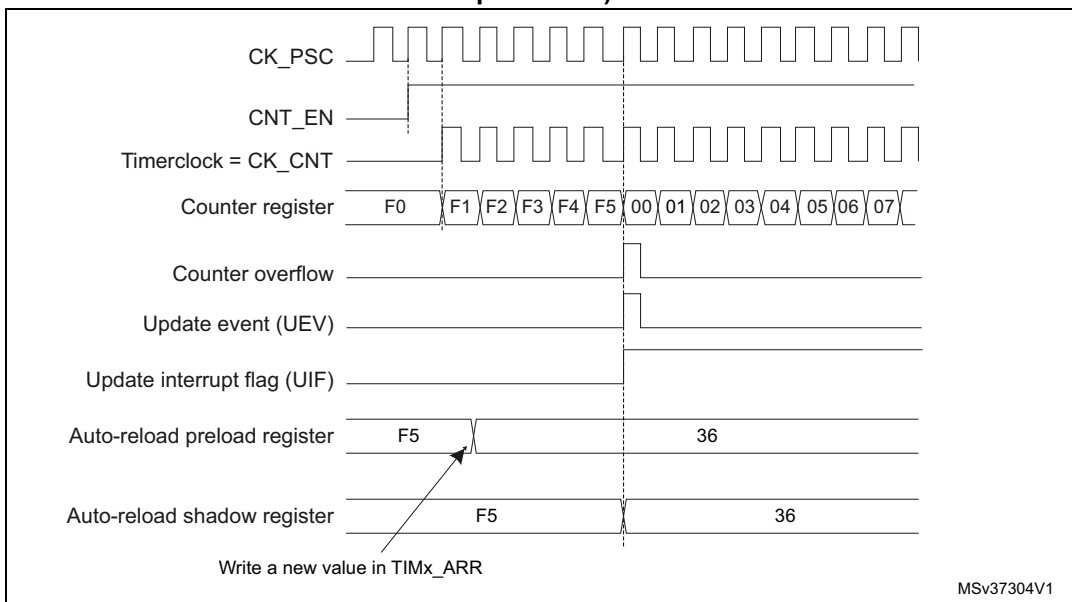 CK_PSC
CNT_EN
Timerclock = CK_CNT
Counter register F0 F1 F2 F3 F4 F5 00 01 02 03 04 05 06 07
Counter overflow
Update event (UEV)
Update interrupt flag (UIF)
Auto-reload preload register F5 36
Auto-reload shadow register F5 36
Write a new value in TIMx_ARR
MSv37304V1